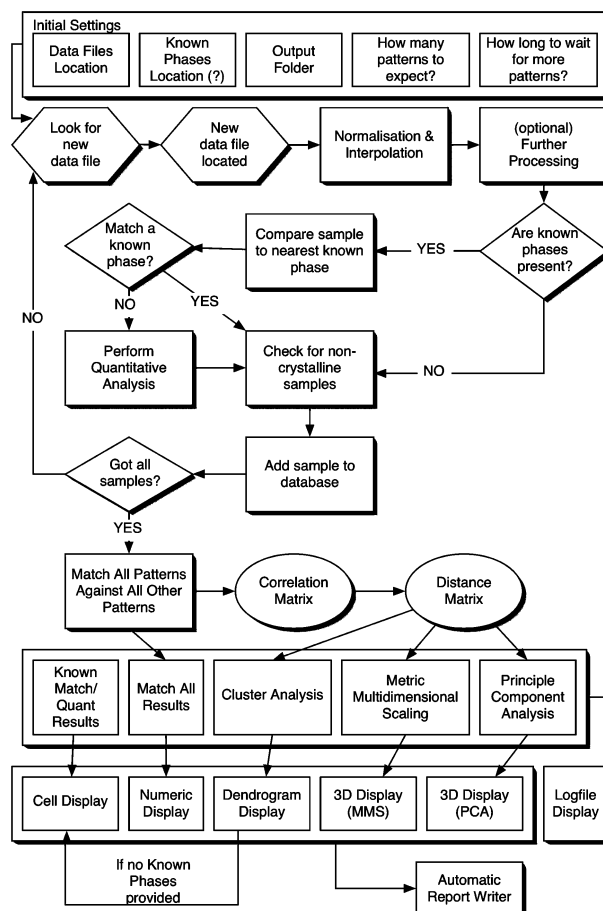 Initial Settings
Data Files
Location
Known
Phases
Location (?)
Output
Folder
How many
patterns to
expect?
How long to wait
for more
patterns?
Look for
new
data file
New
data file
located
Normalisation &
Interpolation
(optional)
Further
Processing
Match a
known
phase?
Compare sample
to nearest known
phase
YES
Are known
phases
present?
NO
YES
NO
Perform
Quantitative
Analysis
Check for non-
crystalline
samples
NO
Got all
samples?
Add sample to
database
YES
Match All Patterns
Against All Other
Patterns
Correlation
Matrix
Distance
Matrix
Known
Match/
Quant
Results
Match All
Results
Cluster Analysis
Metric
Multidimensional
Scaling
Principle
Component
Analysis
Cell Display
Numeric
Display
Dendrogram
Display
3D Display
(MMS)
3D Display
(PCA)
Logfile
Display
If no Known
Phases
provided
Automatic
Report Writer